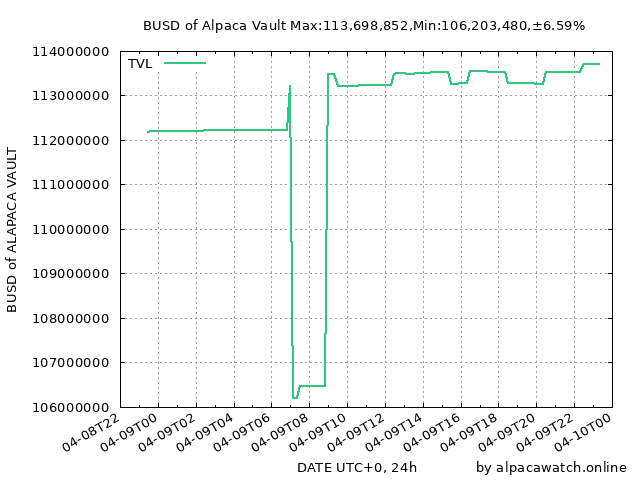 BUSD of Alpaca Vault Max:113,698,852,Min:106,203,480,±6.59%
TVL
114000000
113000000
112000000
111000000
110000000
109000000
108000000
107000000
106000000
BUSD of ALAPACA VAULT
04-08T22
04-09T00
04-09T02
04-09T04
04-09T06
04-09T08
04-09T10
04-09T12
04-09T14
04-09T16
04-09T18
04-09T20
04-09T22
04-10T00
DATE UTC+0, 24h
by alpacawatch.online